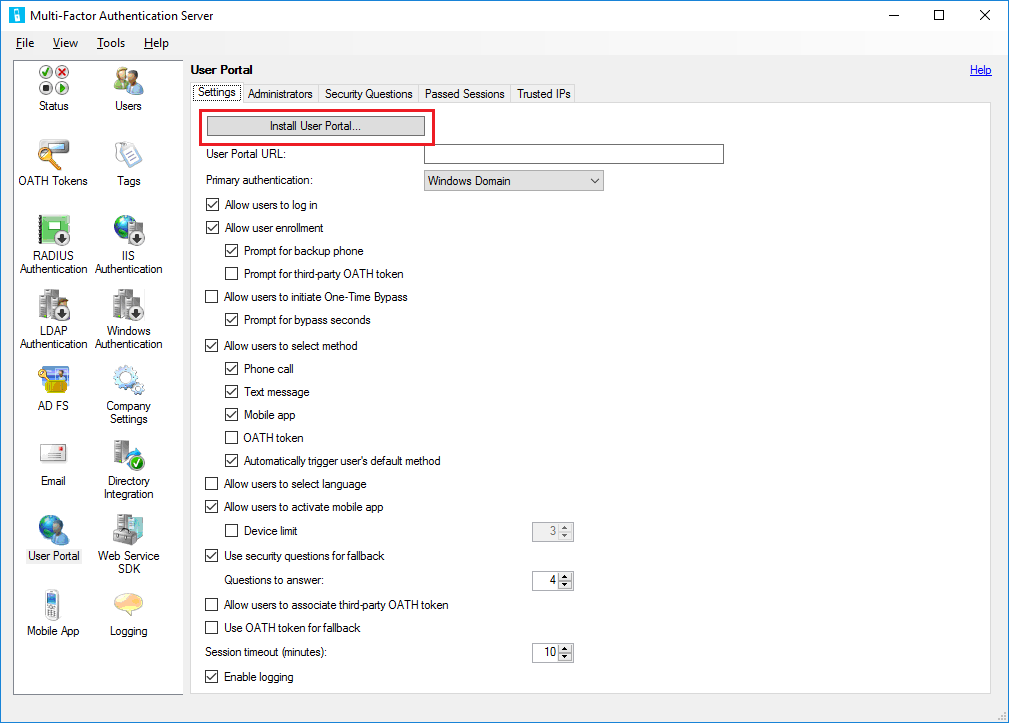 Multi-Factor Authentication Server
File View Tools Help
Status
Users
OATH Tokens
Tags
RADIUS
Authentication
IIS
Authentication
LDAP
Authentication
Windows
Authentication
AD FS
Company
Settings
Email
Directory
Integration
User Portal
Web Service
SDK
Mobile App
Logging
User Portal
Help
Settings Administrators Security Questions Passed Sessions Trusted IPs
Install User Portal...
User Portal URL:
Primary authentication: Windows Domain
Allow users to log in
Allow user enrollment
Prompt for backup phone
Prompt for third-party OATH token
Allow users to initiate One-Time Bypass
Prompt for bypass seconds
Allow users to select method
Phone call
Text message
Mobile app
OATH token
Automatically trigger user's default method
Allow users to select language
Allow users to activate mobile app
Device limit 3
Use security questions for fallback
Questions to answer: 4
Allow users to associate third-party OATH token
Use OATH token for fallback
Session timeout (minutes): 10
Enable logging